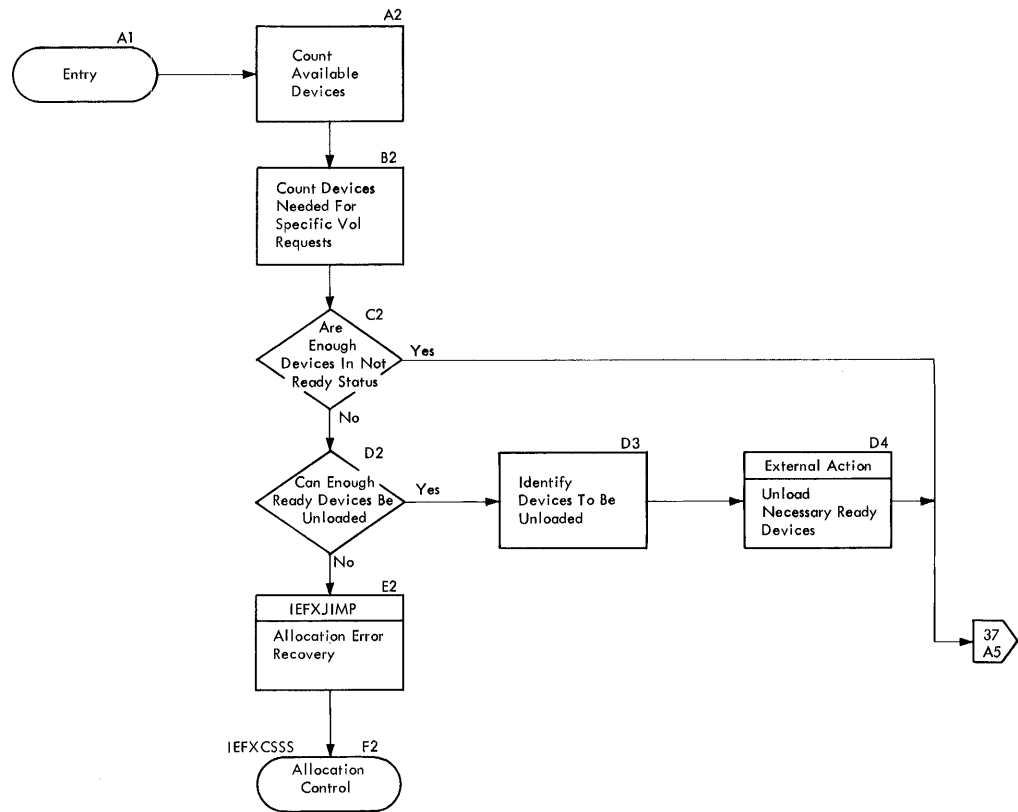 A1
Entry
A2
Count
Available
Devices
B2
Count Devices
Needed For
Specific Vol
Requests
C2
Are
Enough
Devices In Not
Ready Status
Yes
No
D2
Can Enough
Ready Devices Be
Unloaded
Yes
No
D3
Identify
Devices To Be
Unloaded
D4
External Action
Unload
Necessary Ready
Devices
E2
IEFXJIMP
Allocation Error
Recovery
37
A5
IEFXCSSS
F2
Allocation
Control